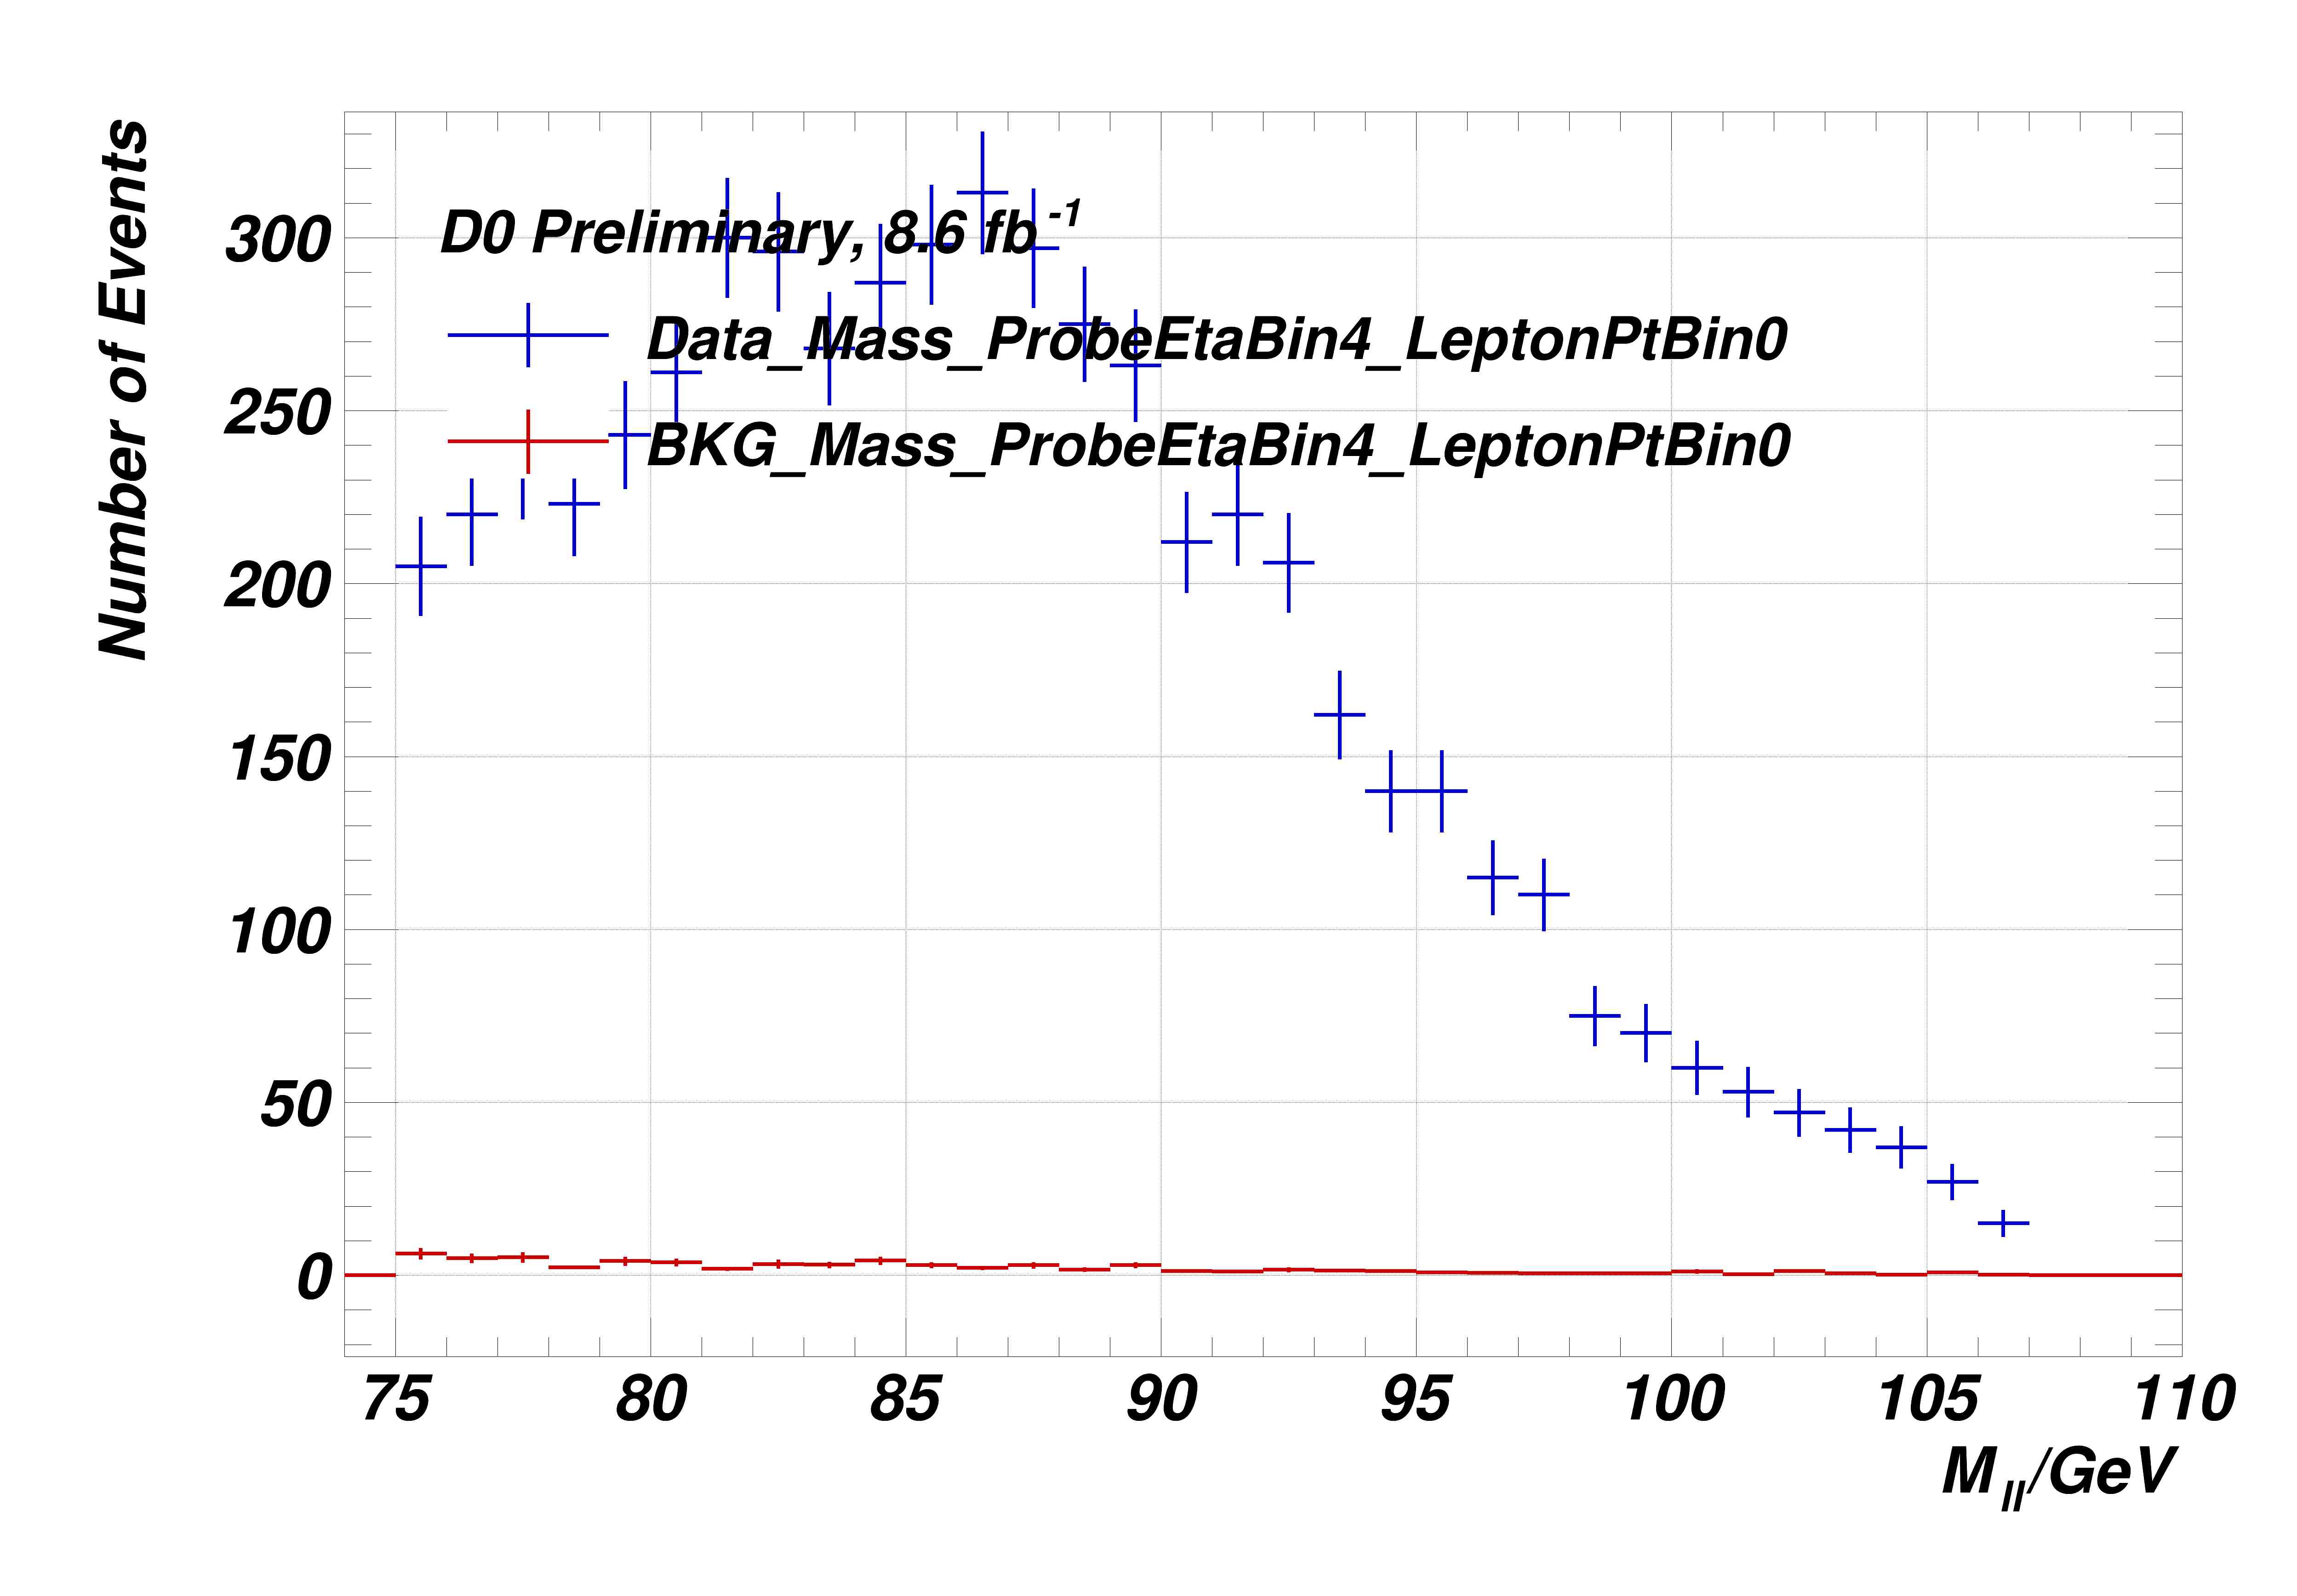 Number of Events
D0 Preliminary, 8.6 fb⁻¹
Data_Mass_ProbeEtaBin4_LeptonPtBin0
BKG_Mass_ProbeEtaBin4_LeptonPtBin0
300
250
200
150
100
50
0
75 80 85 90 95 100 105 110
M_ll/GeV